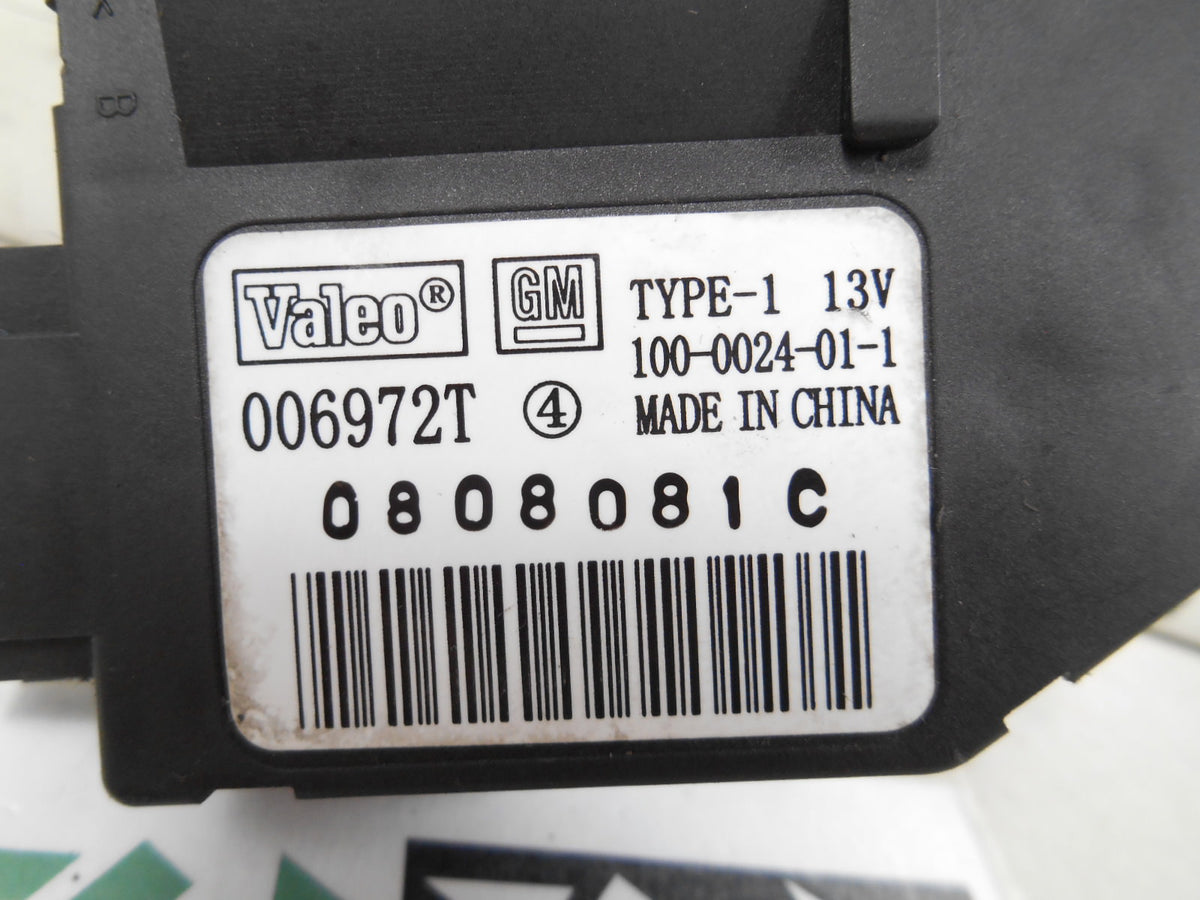 B
Valeo® GM TYPE-1 13V
100-0024-01-1
006972T ④ MADE IN CHINA
0808081C